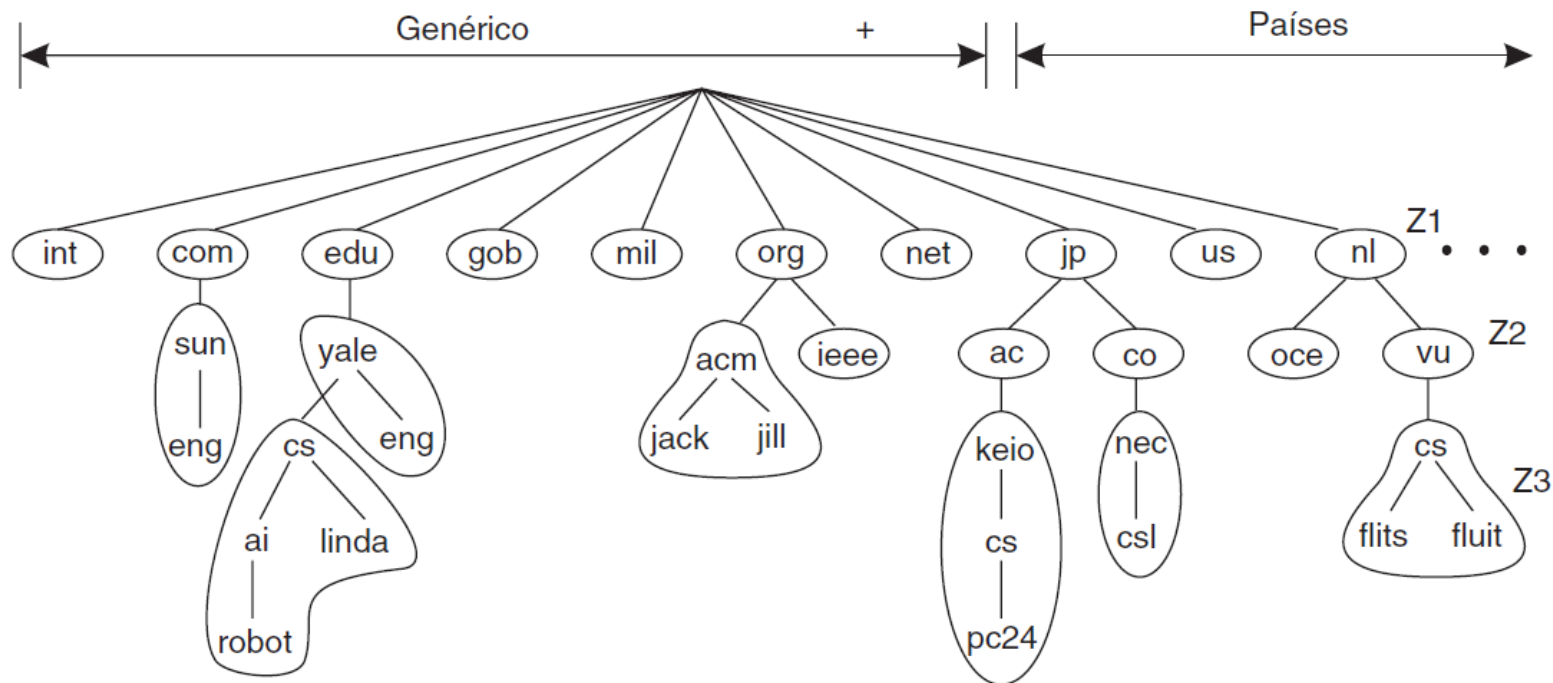 Genérico + Países
int com edu gob mil org net jp us nl Z1 • • •
sun yale acm ieee ac co oce vu Z2
eng cs eng jack jill keio nec cs Z3
ai linda cs csl flits fluit
robot pc24